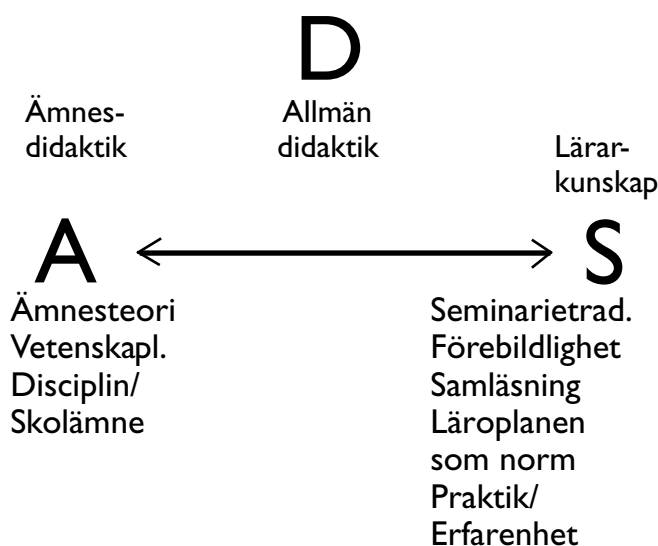 D
Ämnes-
didaktik
Allmän
didaktik
Lärar-
kunskap
A
S
Ämnesteori
Vetenskapl.
Disciplin/
Skolämne
Seminarietrad.
Förebildlighet
Samläsning
Läroplanen
som norm
Praktik/
Erfarenhet